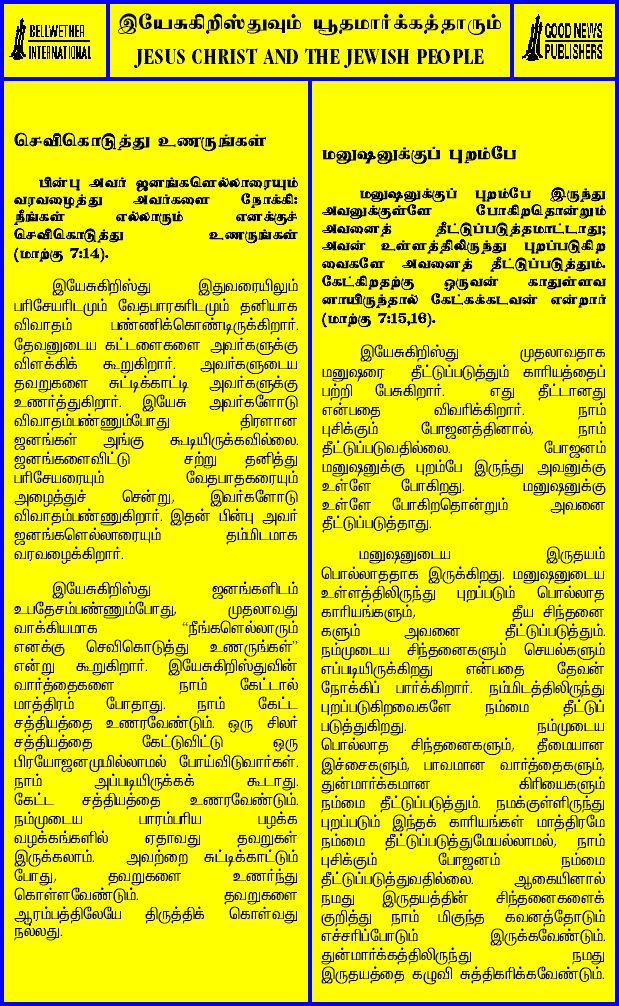 BELLWETHER
INTERNATIONAL
இயேசுகிறிஸ்துவும் யூதமார்க்கத்தாரும்
JESUS CHRIST AND THE JEWISH PEOPLE
GOOD NEWS
PUBLISHERS
செவிகொடுத்து உணருங்கள்
பின்பு அவர் ஜனங்களெல்லாரையும்
வரவழைத்து அவர்களை நோக்கி:
நீங்கள் எல்லாரும் எனக்குச்
செவிகொடுத்து உணருங்கள்
(மாற்கு 7:14).
இயேசுகிறிஸ்து இதுவரையிலும்
பரிசேயரிடமும் வேதபாரகரிடமும் தனியாக
விவாதம் பண்ணிக்கொண்டிருக்கிறார்.
தேவனுடைய கட்டளைகளை அவர்களுக்கு
விளக்கிக் கூறுகிறார். அவர்களுடைய
தவறுகளை சுட்டிக்காட்டி அவர்களுக்கு
உணர்த்துகிறார். இயேசு அவர்களோடு
விவாதம்பண்ணும்போது திரளான
ஜனங்கள் அங்கு கூடியிருக்கவில்லை.
ஜனங்களைவிட்டு சற்று தனித்து
பரிசேயரையும் வேதபாதகரையும்
அழைத்துச் சென்று, இவர்களோடு
விவாதம்பண்ணுகிறார். இதன் பின்பு அவர்
ஜனங்களெல்லாரையும் தம்மிடமாக
வரவழைக்கிறார்.
இயேசுகிறிஸ்து ஜனங்களிடம்
உபதேசம்பண்ணும்போது, முதலாவது
வாக்கியமாக “நீங்களெல்லாரும்
எனக்கு செவிகொடுத்து உணருங்கள்”
என்று கூறுகிறார். இயேசுகிறிஸ்துவின்
வார்த்தைகளை நாம் கேட்டால்
மாத்திரம் போதாது. நாம் கேட்ட
சத்தியத்தை உணரவேண்டும். ஒரு சிலர்
சத்தியத்தை கேட்டுவிட்டு ஒரு
பிரயோஜனமுமில்லாமல் போய்விடுவார்கள்.
நாம் அப்படியிருக்கக் கூடாது.
கேட்ட சத்தியத்தை உணரவேண்டும்.
நம்முடைய பாரம்பரிய பழக்க
வழக்கங்களில் ஏதாவது தவறுகள்
இருக்கலாம். அவற்றை சுட்டிக்காட்டும்
போது, தவறுகளை உணர்ந்து
கொள்ளவேண்டும். தவறுகளை
ஆரம்பத்திலேயே திருத்திக் கொள்வது
நல்லது.
மனுஷனுக்குப் புறம்பே
மனுஷனுக்குப் புறம்பே இருந்து
அவனுக்குள்ளே போகிறதொன்றும்
அவனைத் தீட்டுப்படுத்தமாட்டாது;
அவன் உள்ளத்திலிருந்து புறப்படுகிற
வைகளே அவனைத் தீட்டுப்படுத்தும்.
கேட்கிறதற்கு ஒருவன் காதுள்ளவ
னாயிருந்தால் கேட்கக்கடவன் என்றார்
(மாற்கு 7:15,16).
இயேசுகிறிஸ்து முதலாவதாக
மனுஷரை தீட்டுப்படுத்தும் காரியத்தைப்
பற்றி பேசுகிறார். எது தீட்டானது
என்பதை விவரிக்கிறார். நாம்
புசிக்கும் போஜனத்தினால், நாம்
தீட்டுப்படுவதில்லை. போஜனம்
மனுஷனுக்கு புறம்பே இருந்து அவனுக்கு
உள்ளே போகிறது. மனுஷனுக்கு
உள்ளே போகிறதொன்றும் அவனை
தீட்டுப்படுத்தாது.
மனுஷனுடைய இருதயம்
பொல்லாததாக இருக்கிறது. மனுஷனுடைய
உள்ளத்திலிருந்து புறப்படும் பொல்லாத
காரியங்களும், தீய சிந்தனை
களும் அவனை தீட்டுப்படுத்தும்.
நம்முடைய சிந்தனைகளும் செயல்களும்
எப்படியிருக்கிறது என்பதை தேவன்
நோக்கிப் பார்க்கிறார். நம்மிடத்திலிருந்து
புறப்படுகிறவைகளே நம்மை தீட்டுப்
படுத்துகிறது. நம்முடைய
பொல்லாத சிந்தனைகளும், தீமையான
இச்சைகளும், பாவமான வார்த்தைகளும்,
துன்மார்க்கமான கிரியைகளும்
நம்மை தீட்டுப்படுத்தும். நமக்குள்ளிருந்து
புறப்படும் இந்தக் காரியங்கள் மாத்திரமே
நம்மை தீட்டுப்படுத்துமேயல்லாமல், நாம்
புசிக்கும் போஜனம் நம்மை
தீட்டுப்படுத்துவதில்லை. ஆகையினால்
நமது இருதயத்தின் சிந்தனைகளைக்
குறித்து நாம் மிகுந்த கவனத்தோடும்
எச்சரிப்போடும் இருக்கவேண்டும்.
துன்மார்க்கத்திலிருந்து நமது
இருதயத்தை கழுவி சுத்திகரிக்கவேண்டும்.